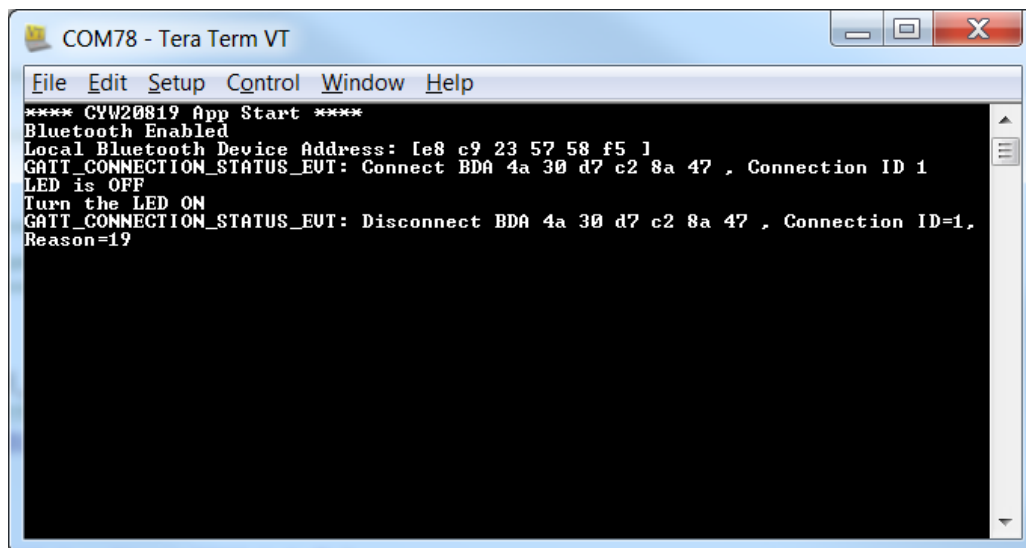 COM78 - Tera Term VT
File Edit Setup Control Window Help
**** CYW20819 App Start ****
Bluetooth Enabled
Local Bluetooth Device Address: [e8 c9 23 57 58 f5 ]
GATT_CONNECTION_STATUS_EVT: Connect BDA 4a 30 d7 c2 8a 47 , Connection ID 1
LED is OFF
Turn the LED ON
GATT_CONNECTION_STATUS_EVT: Disconnect BDA 4a 30 d7 c2 8a 47 , Connection ID=1,
Reason=19